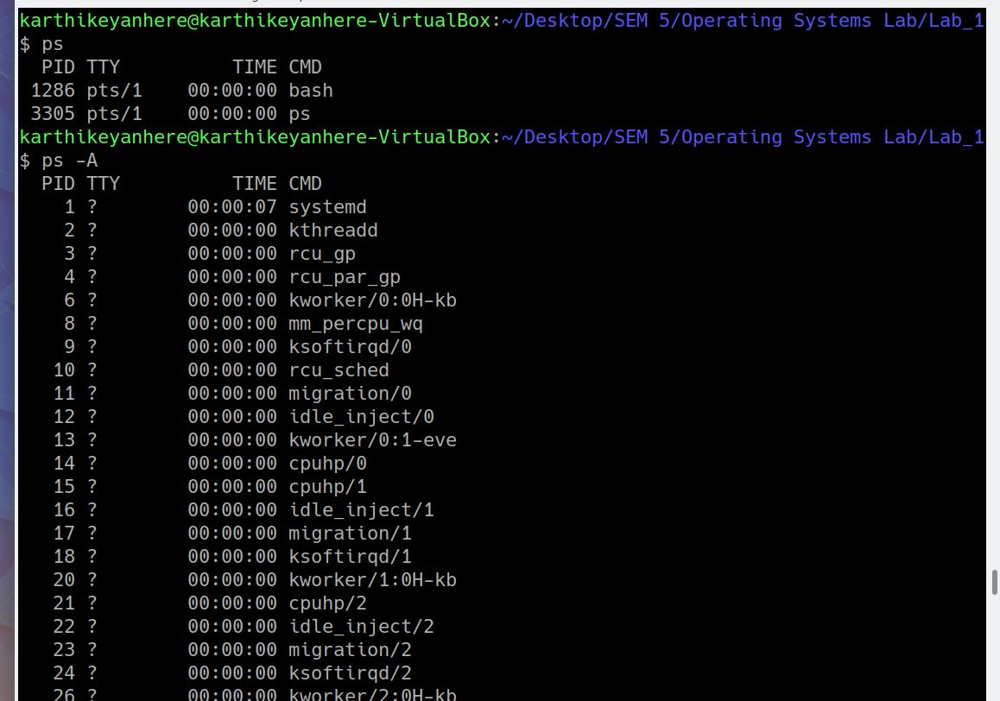 karthikeyanhere@karthikeyanhere-VirtualBox:~/Desktop/SEM 5/Operating Systems Lab/Lab_1
$ ps
PID TTY TIME CMD
1286 pts/1 00:00:00 bash
3305 pts/1 00:00:00 ps
karthikeyanhere@karthikeyanhere-VirtualBox:~/Desktop/SEM 5/Operating Systems Lab/Lab_1
$ ps -A
PID TTY TIME CMD
1 ? 00:00:07 systemd
2 ? 00:00:00 kthreadd
3 ? 00:00:00 rcu_gp
4 ? 00:00:00 rcu_par_gp
6 ? 00:00:00 kworker/0:0H-kb
8 ? 00:00:00 mm_percpu_wq
9 ? 00:00:00 ksoftirqd/0
10 ? 00:00:00 rcu_sched
11 ? 00:00:00 migration/0
12 ? 00:00:00 idle_inject/0
13 ? 00:00:00 kworker/0:1-eve
14 ? 00:00:00 cpuhp/0
15 ? 00:00:00 cpuhp/1
16 ? 00:00:00 idle_inject/1
17 ? 00:00:00 migration/1
18 ? 00:00:00 ksoftirqd/1
20 ? 00:00:00 kworker/1:0H-kb
21 ? 00:00:00 cpuhp/2
22 ? 00:00:00 idle_inject/2
23 ? 00:00:00 migration/2
24 ? 00:00:00 ksoftirqd/2
26 ? 00:00:00 kworker/2:0H-kb